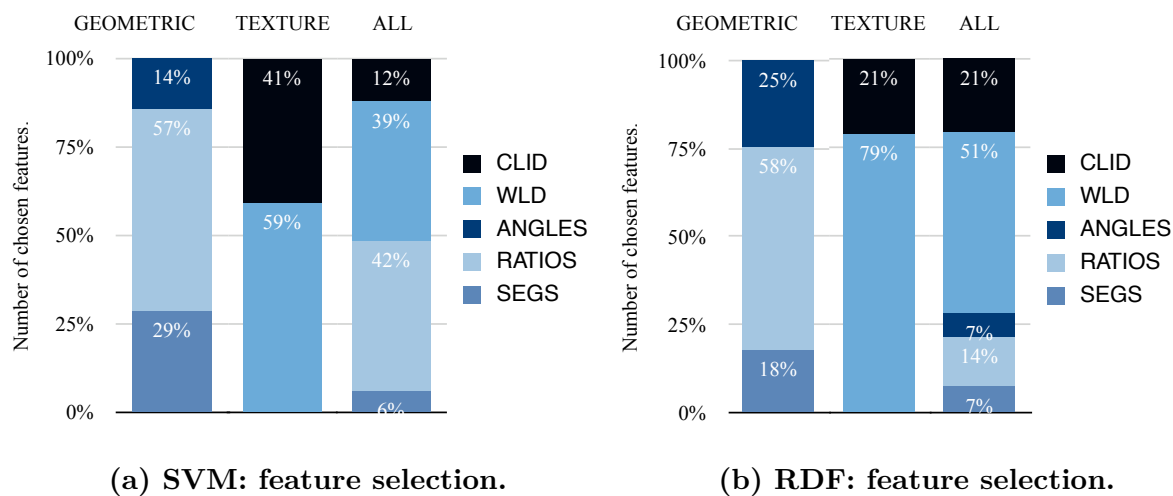 GEOMETRIC TEXTURE ALL
100%
75%
50%
25%
0%
Number of chosen features.
14%
57%
29%
41%
59%
12%
39%
42%
6%
CLID
WLD
ANGLES
RATIOS
SEGS
(a) SVM: feature selection.
GEOMETRIC TEXTURE ALL
100%
75%
50%
25%
0%
Number of chosen features.
25%
58%
18%
21%
79%
21%
51%
7%
14%
7%
CLID
WLD
ANGLES
RATIOS
SEGS
(b) RDF: feature selection.